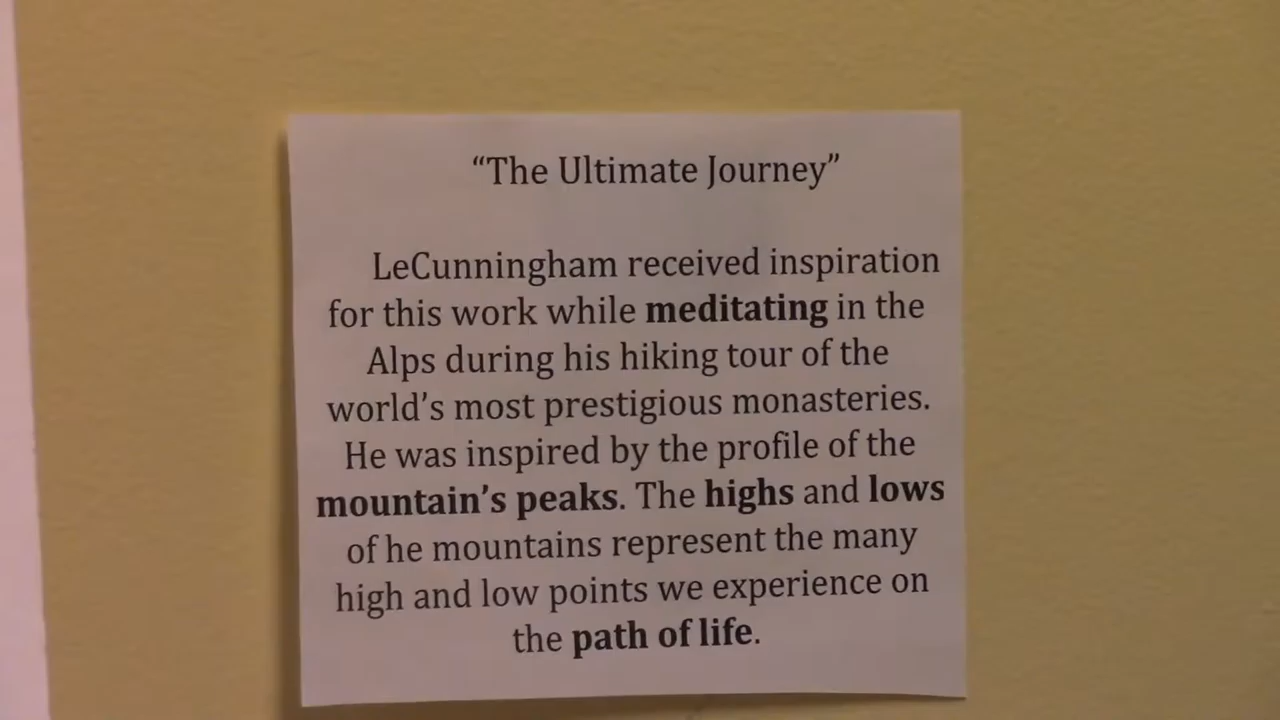 “The Ultimate Journey”
LeCunningham received inspiration
for this work while meditating in the
Alps during his hiking tour of the
world’s most prestigious monasteries.
He was inspired by the profile of the
mountain’s peaks. The highs and lows
of he mountains represent the many
high and low points we experience on
the path of life.